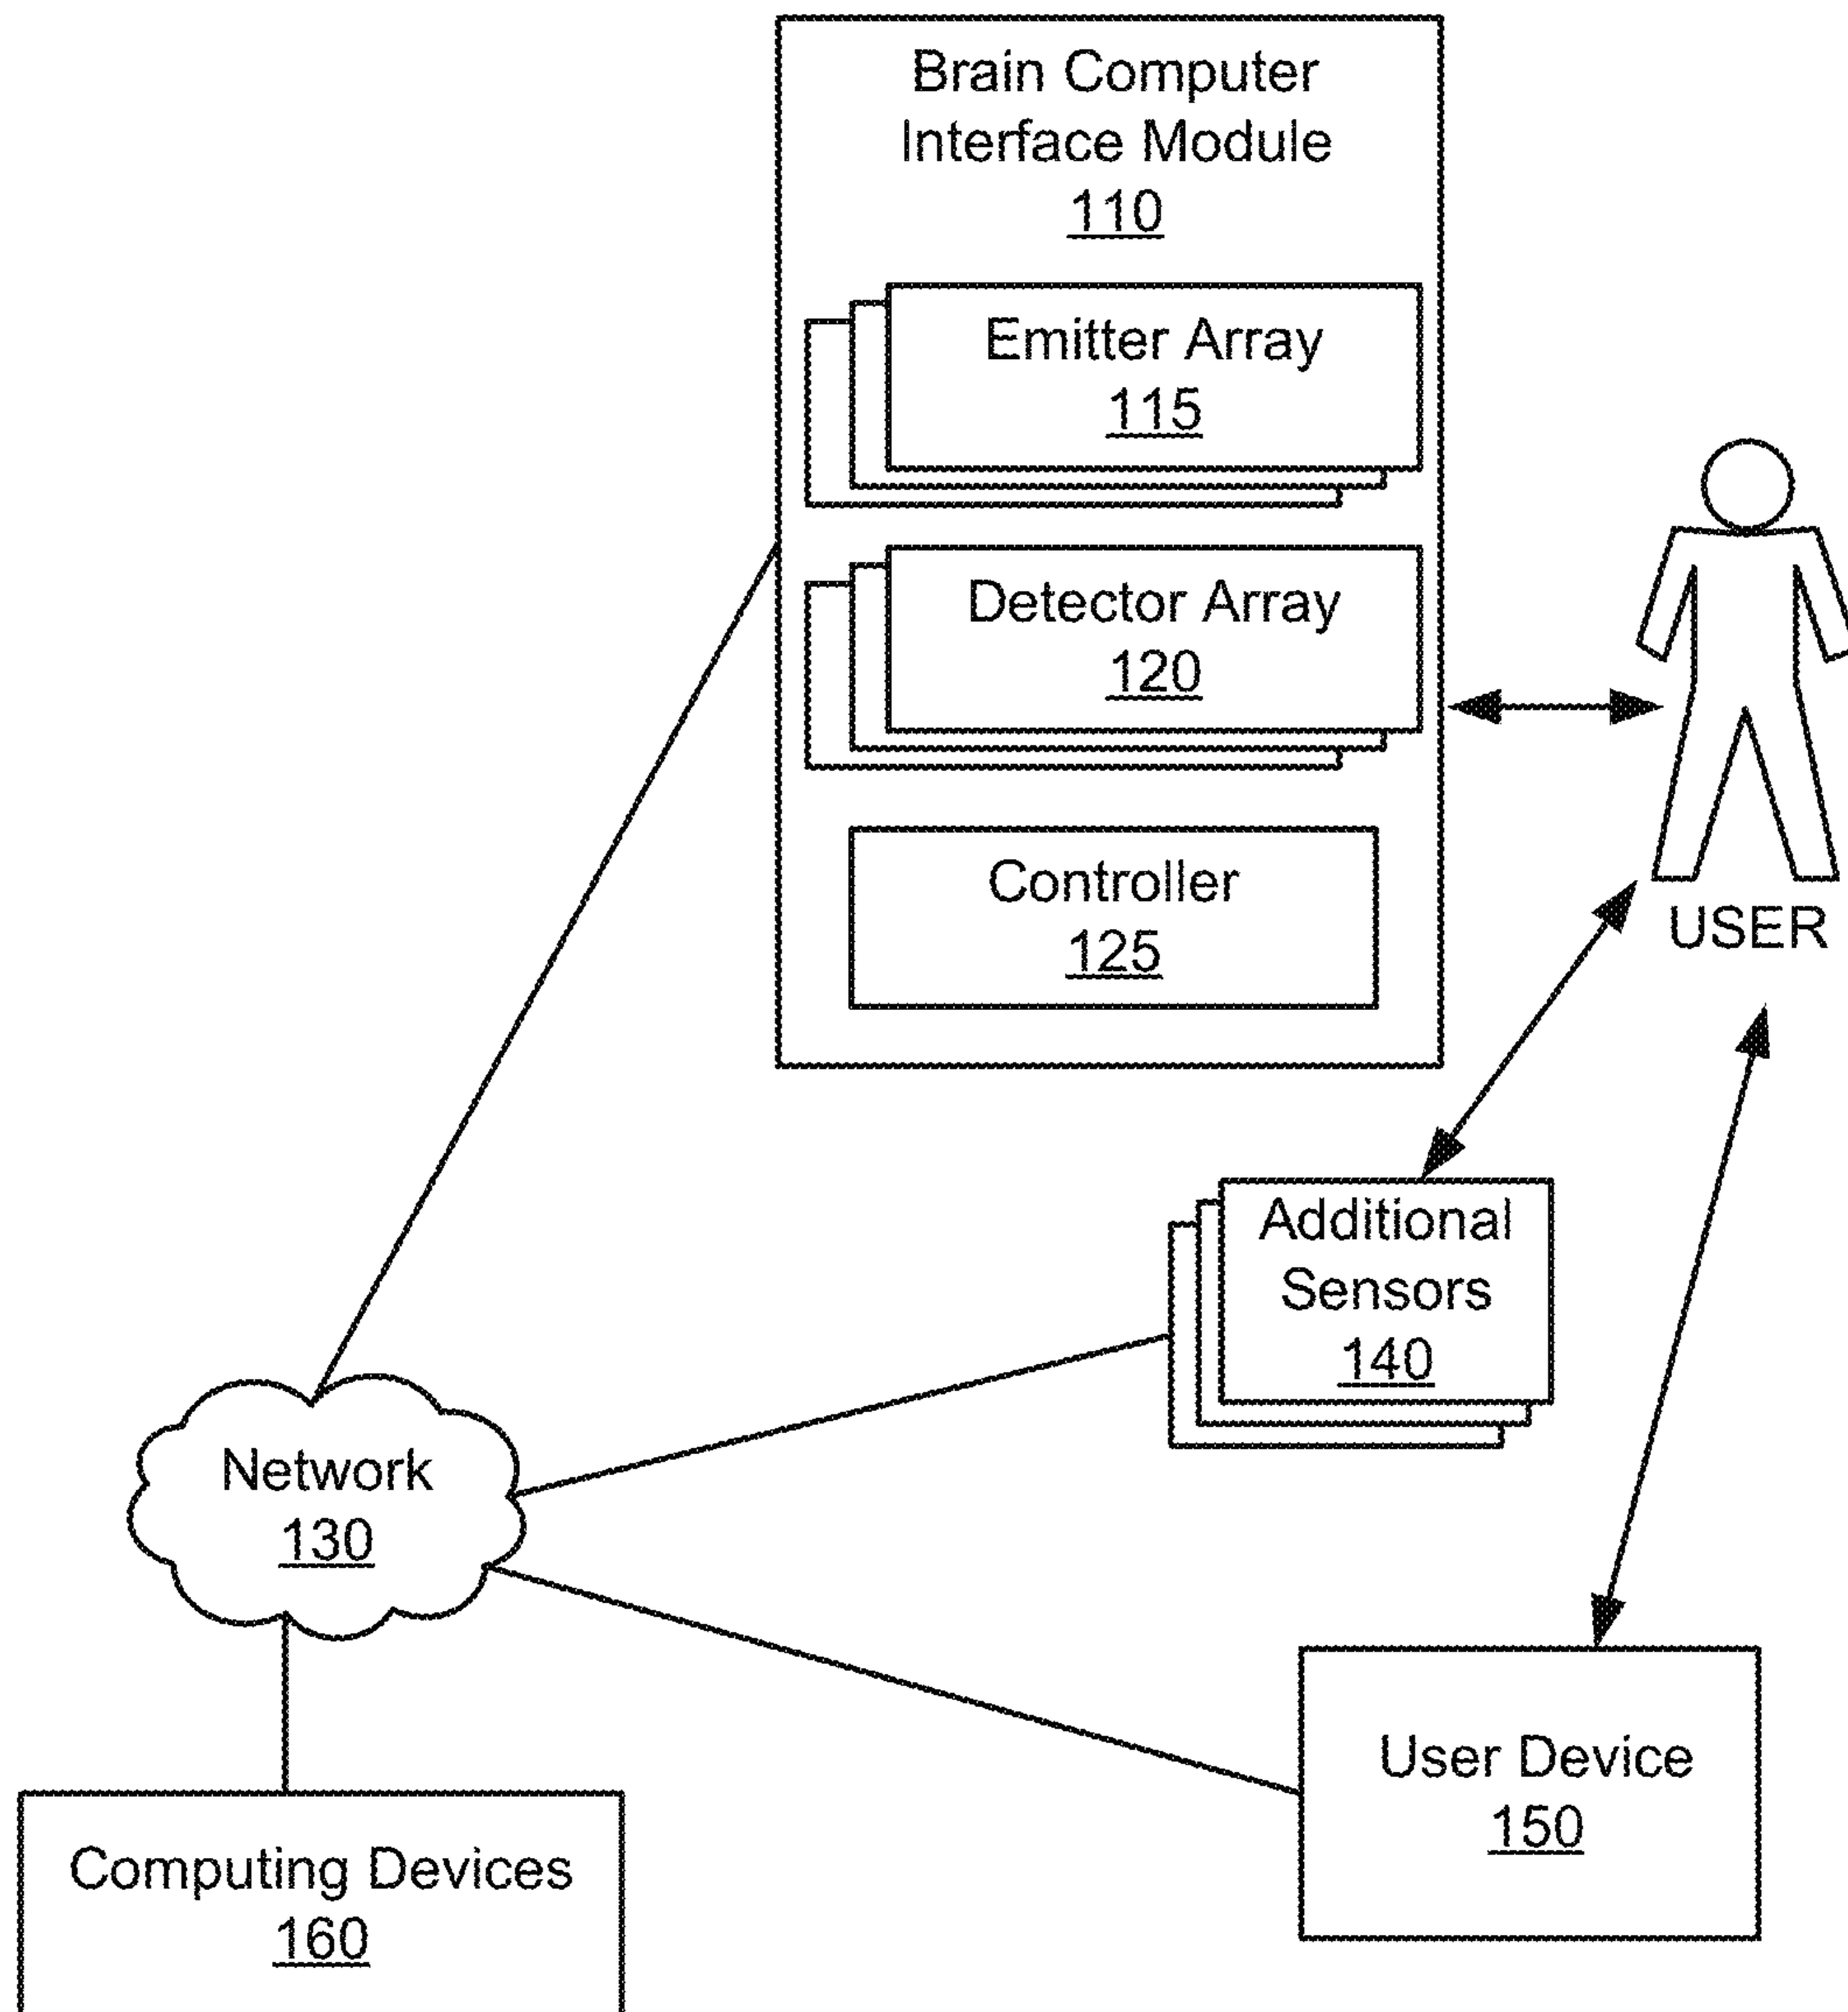 Brain Computer
Interface Module
110
Emitter Array
115
Detector Array
120
Controller
125
USER
Additional
Sensors
140
Network
130
User Device
150
Computing Devices
160